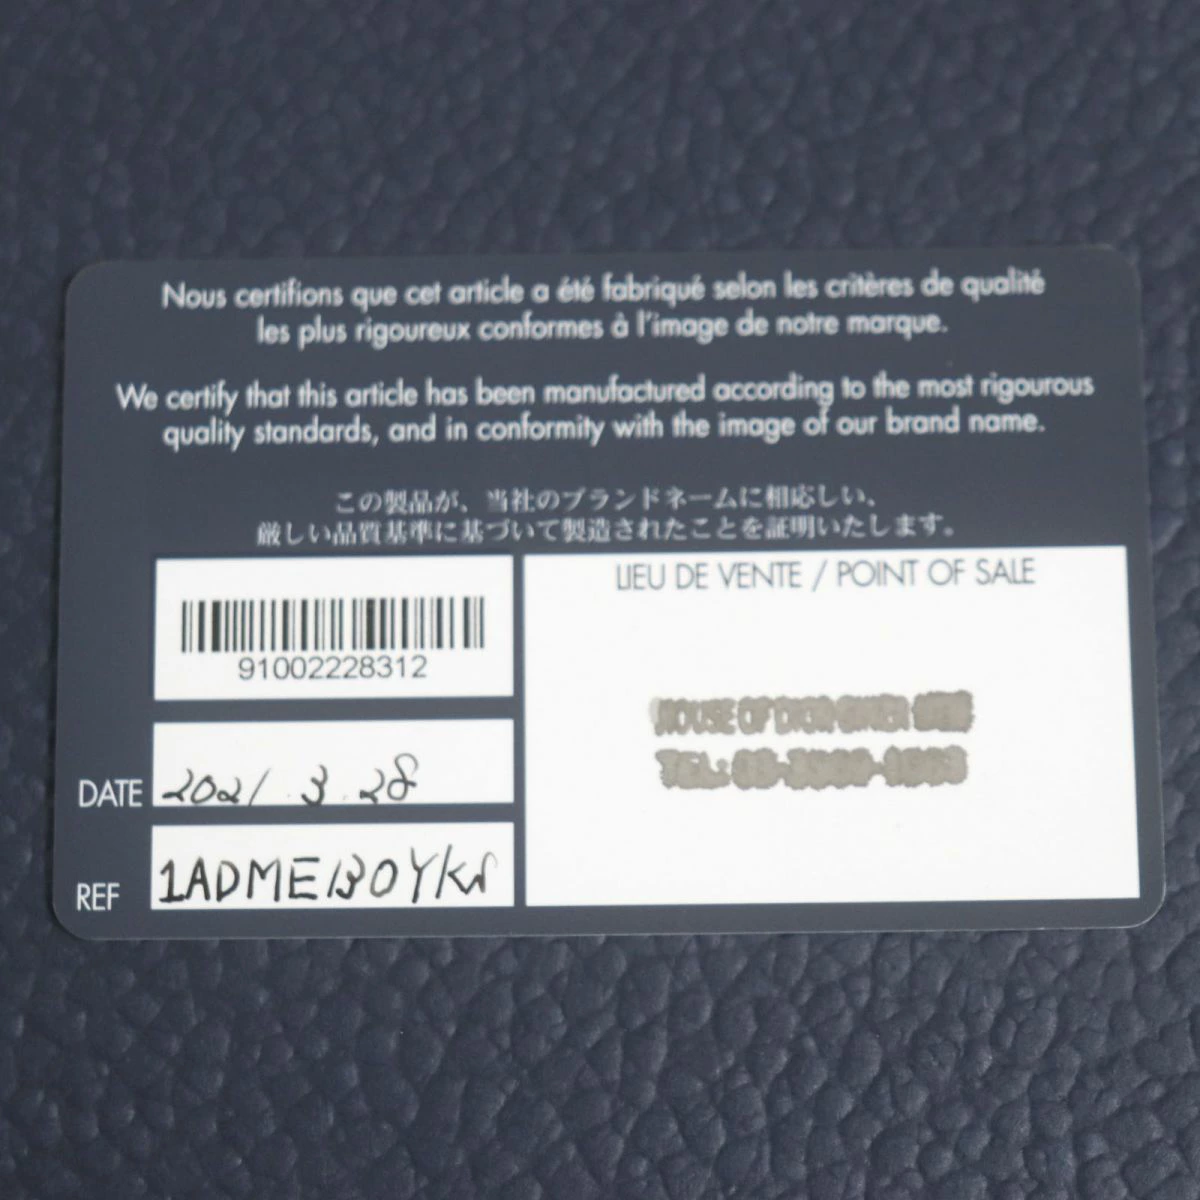 Nous certifions que cet article a été fabriqué selon les critères de qualité
les plus rigoureux conformes à l'image de notre marque.
We certify that this article has been manufactured according to the most rigourous
quality standards, and in conformity with the image of our brand name.
この製品が、当社のブランドネームに相応しい、
厳しい品質基準に基づいて製造されたことを証明いたします。
91002228312
DATE 2021.3.28
REF
LIEU DE VENTE / POINT OF SALE
HOUSE OF DIOR
TEL: